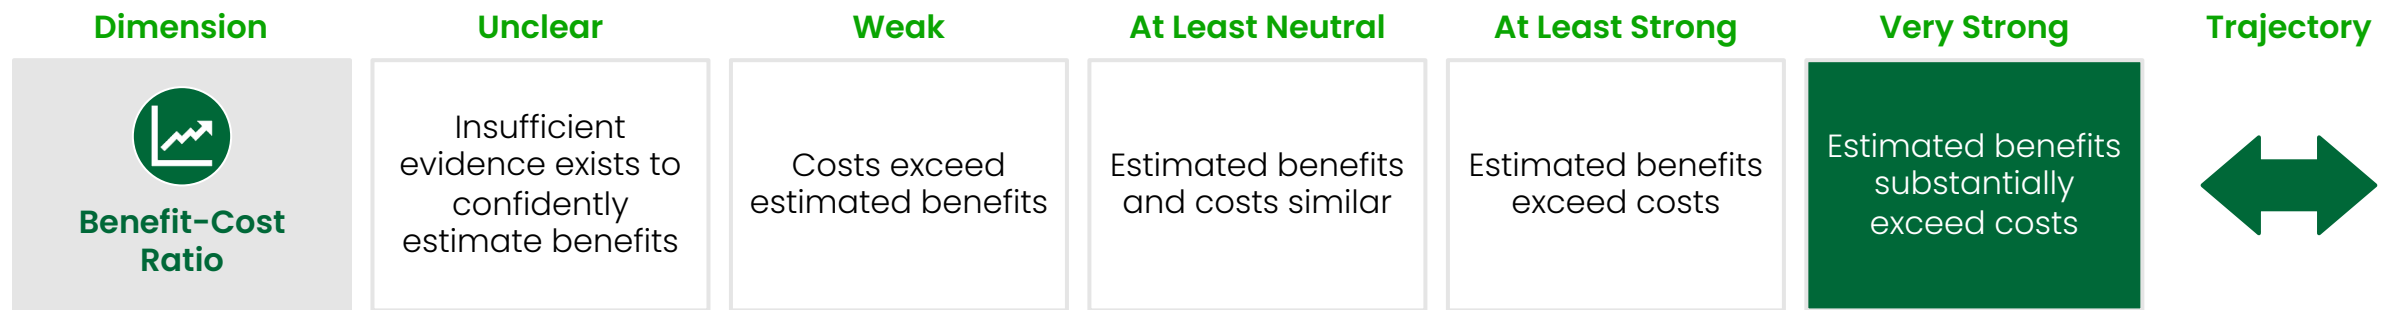 Dimension
Unclear
Weak
At Least Neutral
At Least Strong
Very Strong
Trajectory
Benefit-Cost
Ratio
Insufficient
evidence exists to
confidently
estimate benefits
Costs exceed
estimated benefits
Estimated benefits
and costs similar
Estimated benefits
exceed costs
Estimated benefits
substantially
exceed costs